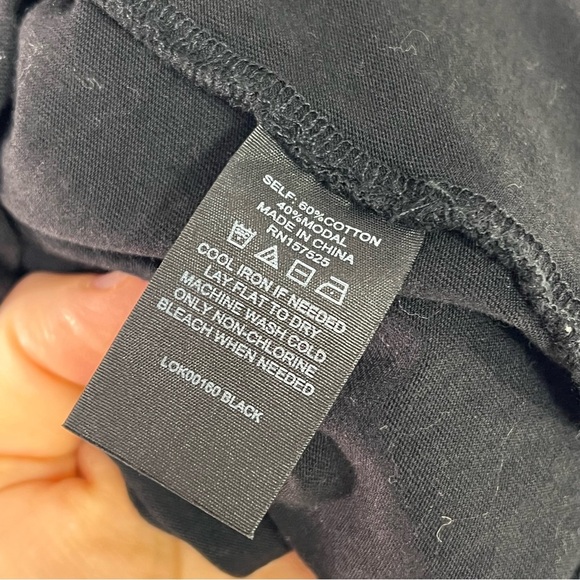 SELF: 60%COTTON
40%MODAL
MADE IN CHINA
RN157525
COOL IRON IF NEEDED
LAY FLAT TO DRY
MACHINE WASH COLD
ONLY NON-CHLORINE
BLEACH WHEN NEEDED
LOK00160 BLACK